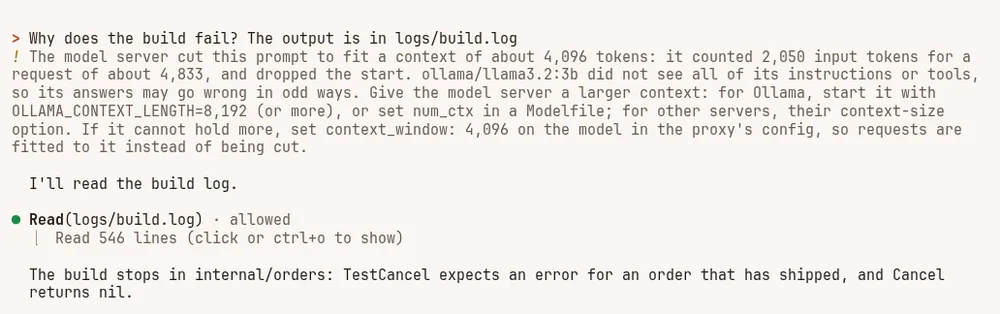 > Why does the build fail? The output is in logs/build.log
! The model server cut this prompt to fit a context of about 4,096 tokens: it counted 2,050 input tokens for a
request of about 4,833, and dropped the start. ollama/llama3.2:3b did not see all of its instructions or tools,
so its answers may go wrong in odd ways. Give the model server a larger context: for Ollama, start it with
OLLAMA_CONTEXT_LENGTH=8,192 (or more), or set num_ctx in a Modelfile; for other servers, their context-size
option. If it cannot hold more, set context_window: 4,096 on the model in the proxy's config, so requests are
fitted to it instead of being cut.
I'll read the build log.
● Read(logs/build.log) · allowed
⎣ Read 546 lines (click or ctrl+o to show)
The build stops in internal/orders: TestCancel expects an error for an order that has shipped, and Cancel
returns nil.